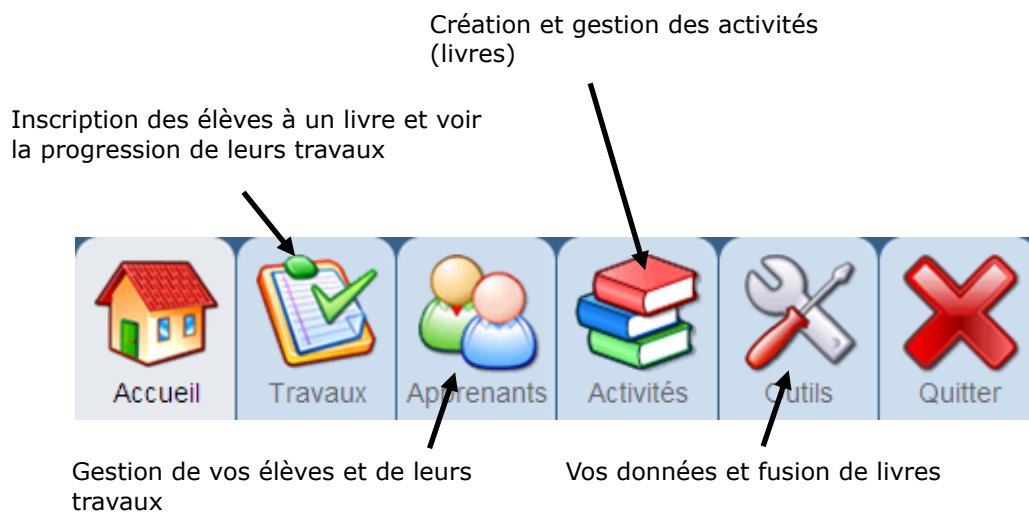 Création et gestion des activités
(livres)
Inscription des élèves à un livre et voir
la progression de leurs travaux
Accueil
Travaux
Apprenants
Activités
Outils
Quitter
Gestion de vos élèves et de leurs
travaux
Vos données et fusion de livres